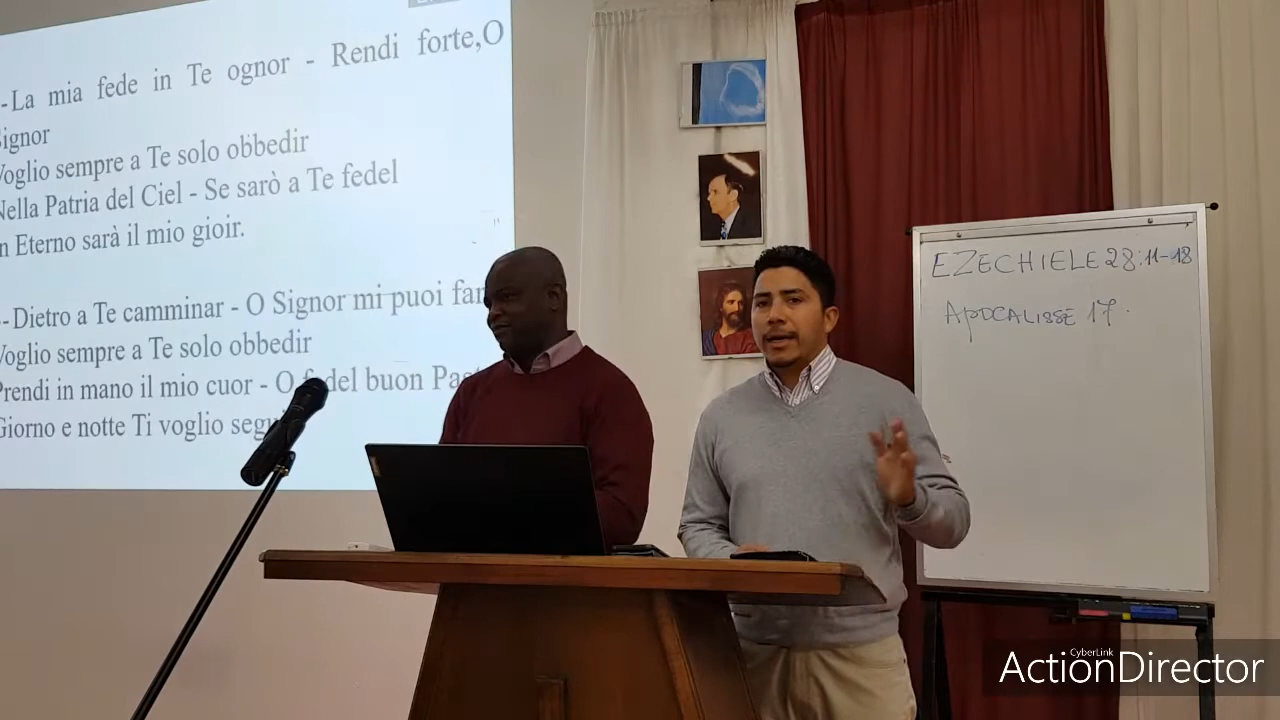 -La mia fede in Te ognor - Rendi forte,O
Signor
Voglio sempre a Te solo obbedir
Nella Patria del Ciel - Se sarò a Te fedel
In Eterno sarà il mio gioir.
-Dietro a Te camminar - O Signor mi puoi far
Voglio sempre a Te solo obbedir
Prendi in mano il mio cuor - O fedel buon
Giorno e notte Ti voglio
EZECHIELE 28:11-18
APOCALISSE 17.
CyberLink
ActionDirector